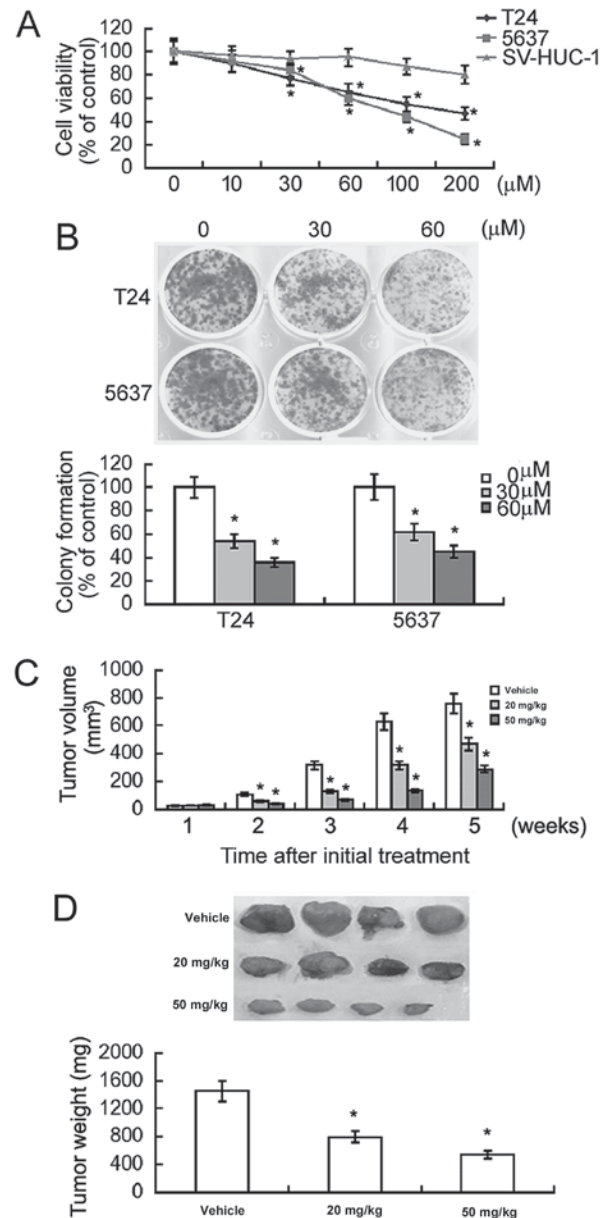 A
T24
5637
SV-HUC-1
Cell viability
(% of control)
120
100
80
60
40
20
0
*
*
*
*
*
*
*
*
0 10 30 60 100 200 (μM)
B
0 30 60 (μM)
T24
5637
Colony formation
(% of control)
120
100
80
60
40
20
0
0μM
30μM
60μM
* *
* *
T24 5637
C
Tumor volume
(mm³)
1000
800
600
400
200
0
Vehicle
20 mg/kg
50 mg/kg
* *
* *
* *
* *
1 2 3 4 5 (weeks)
Time after initial treatment
D
Vehicle
20 mg/kg
50 mg/kg
Tumor weight (mg)
2000
1600
1200
800
400
0
*
*
Vehicle 20 mg/kg 50 mg/kg